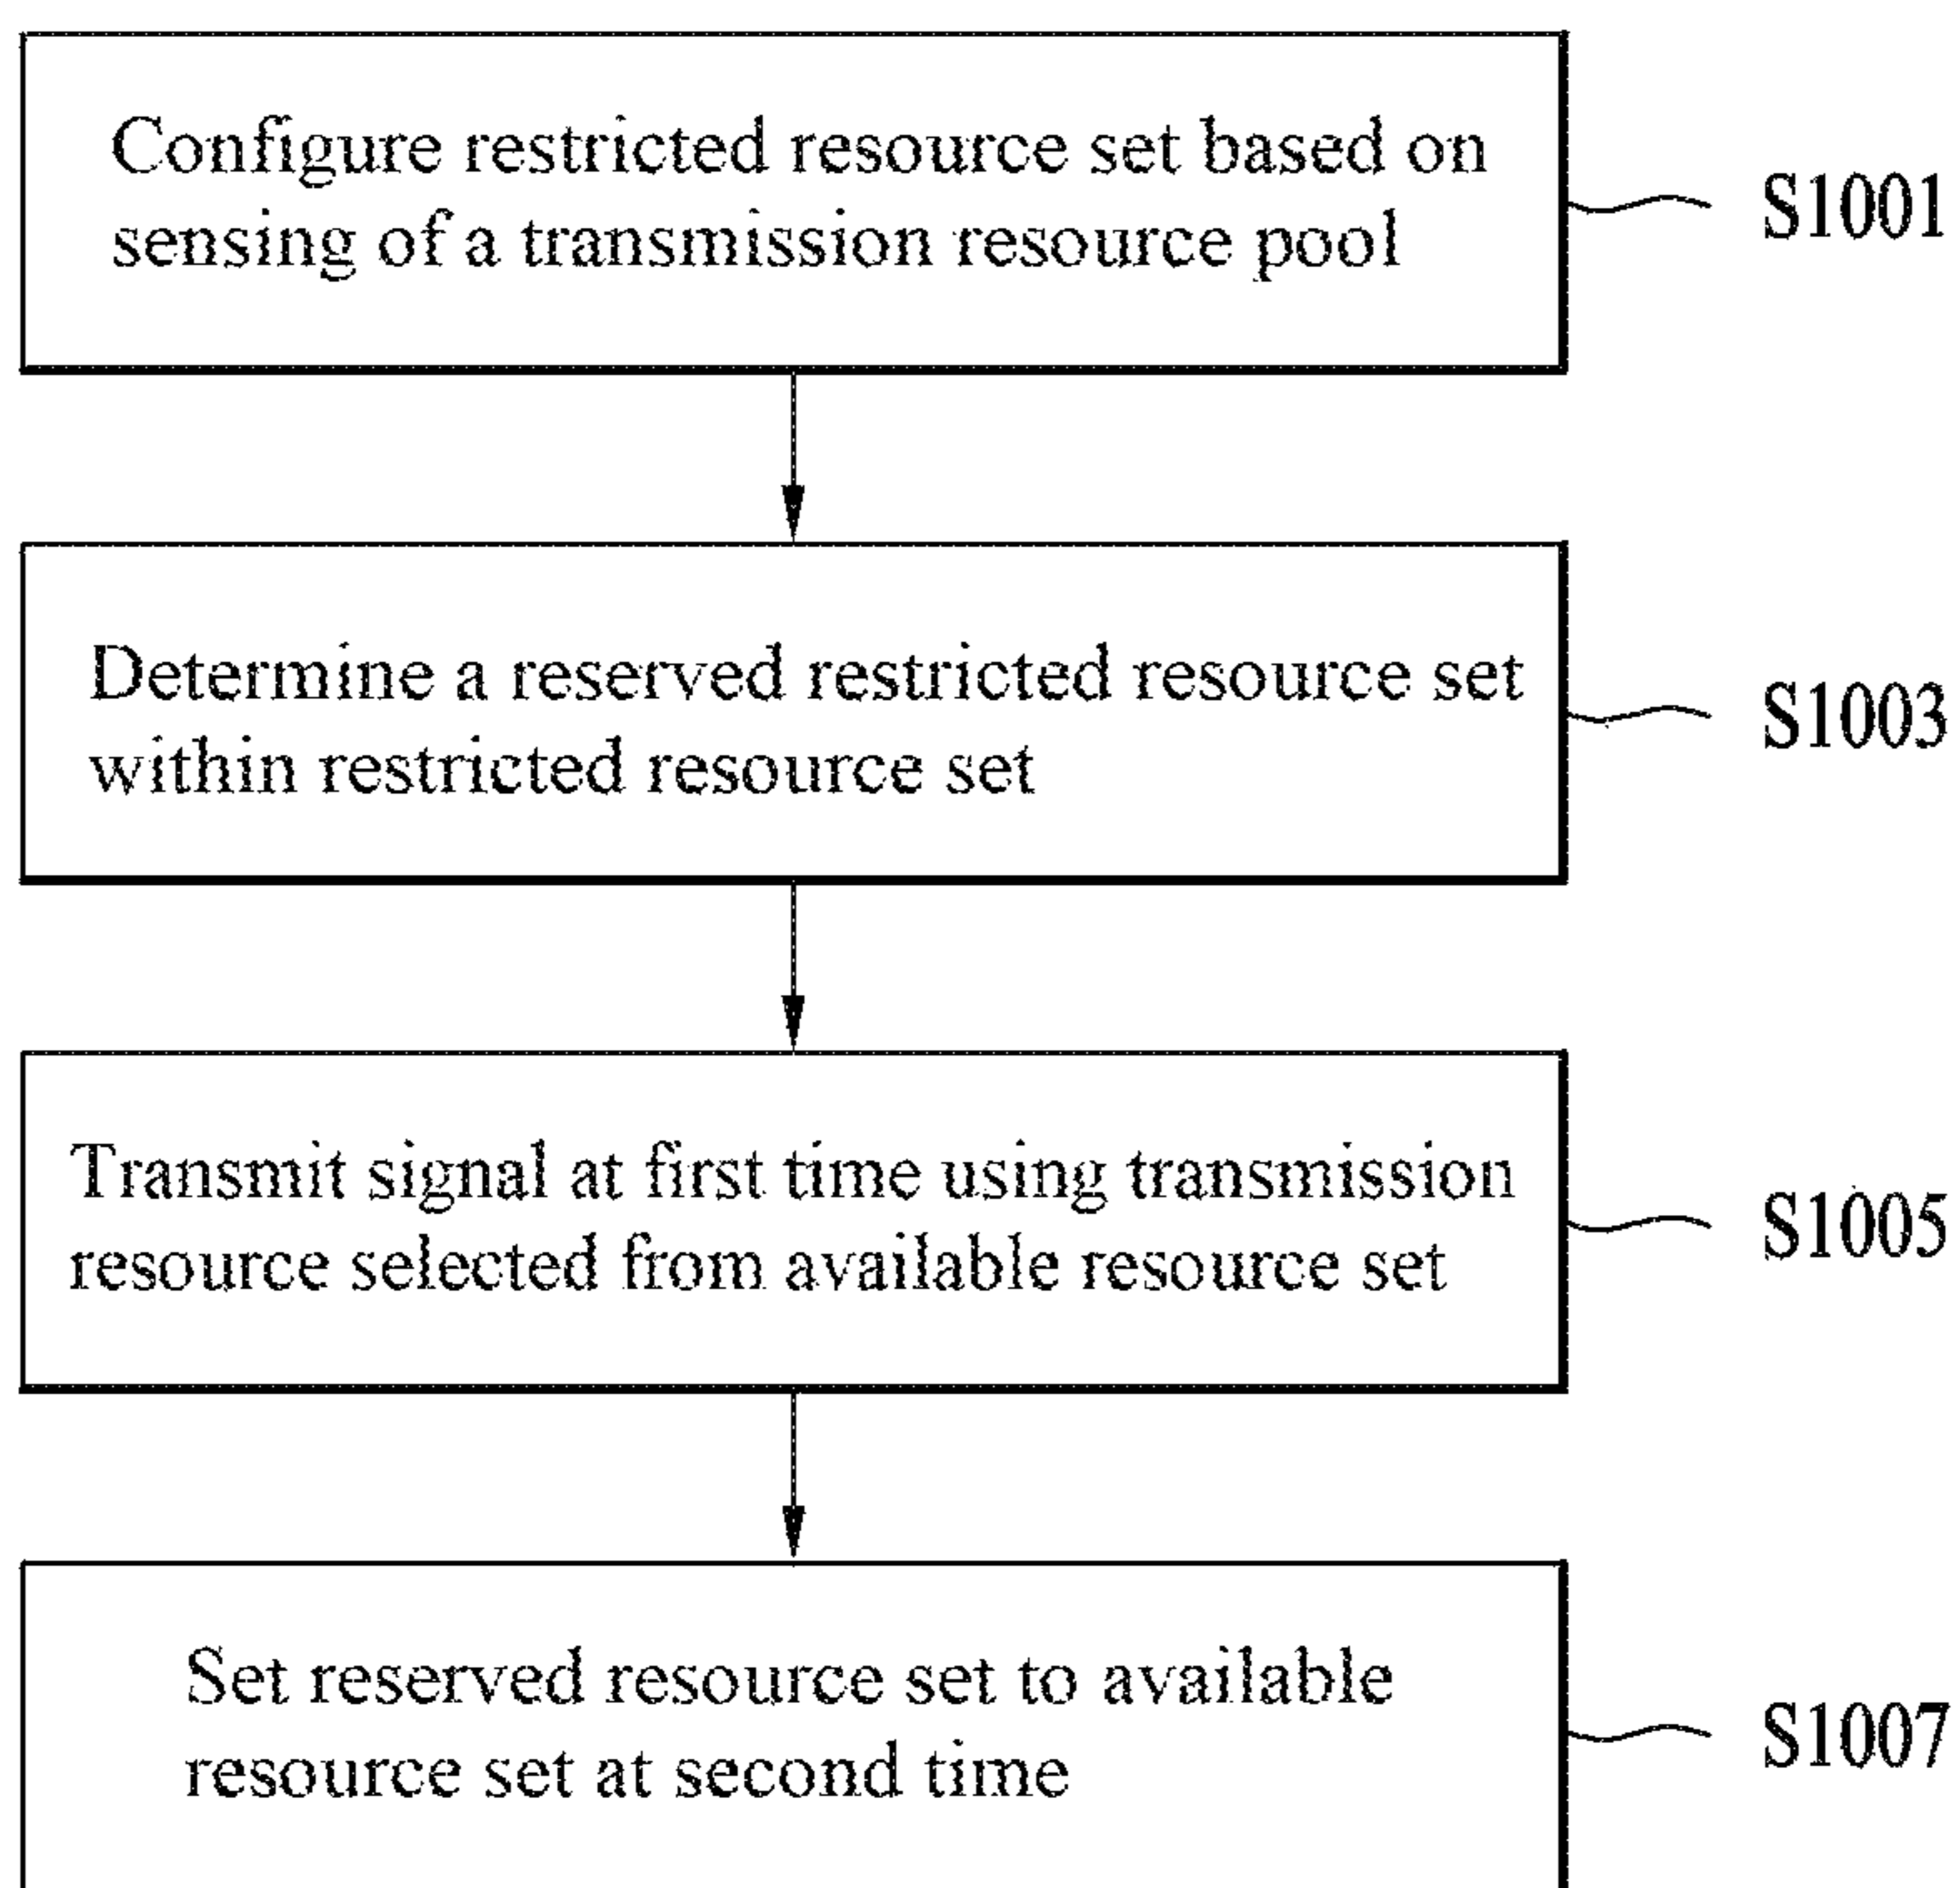 Configure restricted resource set based on
sensing of a transmission resource pool
S1001
Determine a reserved restricted resource set
within restricted resource set
S1003
Transmit signal at first time using transmission
resource selected from available resource set
S1005
Set reserved resource set to available
resource set at second time
S1007